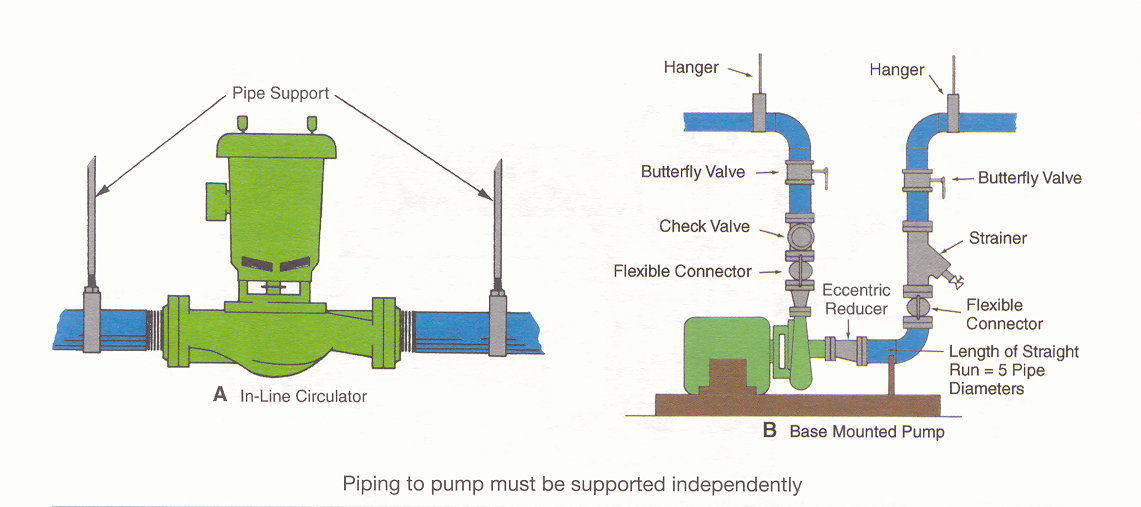 Pipe Support
A In-Line Circulator
Hanger
Hanger
Butterfly Valve
Butterfly Valve
Check Valve
Strainer
Flexible Connector
Eccentric
Reducer
Flexible
Connector
Length of Straight
Run = 5 Pipe
Diameters
B Base Mounted Pump
Piping to pump must be supported independently